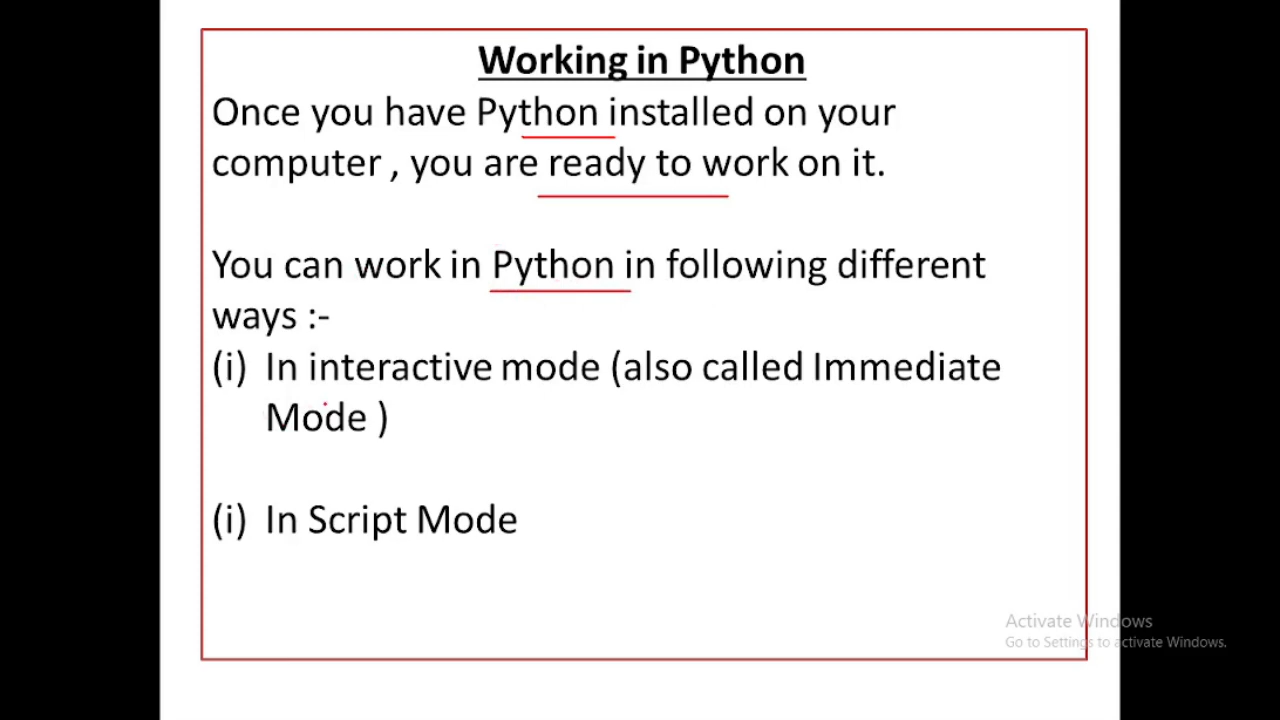 Working in Python
Once you have Python installed on your
computer , you are ready to work on it.
You can work in Python in following different
ways :-
(i) In interactive mode (also called Immediate
Mode )
(i) In Script Mode
Activate Windows
Go to Settings to activate Windows.